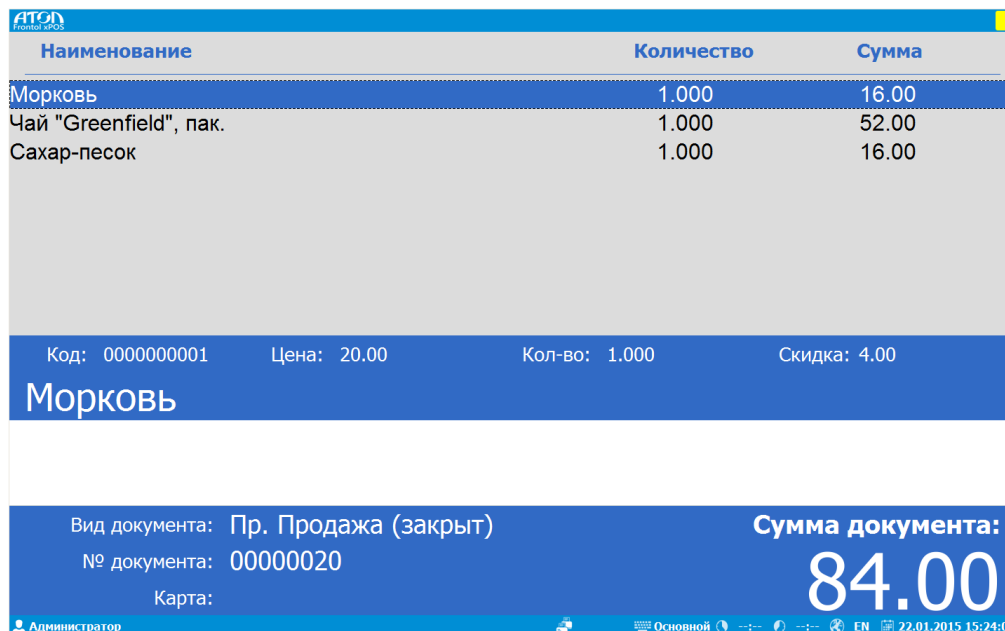 АТОЛ
Frontol xPOS
Наименование Количество Сумма
Морковь 1.000 16.00
Чай "Greenfield", пак. 1.000 52.00
Сахар-песок 1.000 16.00
Код: 0000000001 Цена: 20.00 Кол-во: 1.000 Скидка: 4.00
Морковь
Вид документа: Пр. Продажа (закрыт) Сумма документа:
№ документа: 00000020 84.00
Карта:
Администратор Основной --:-- --:-- EN 22.01.2015 15:24: